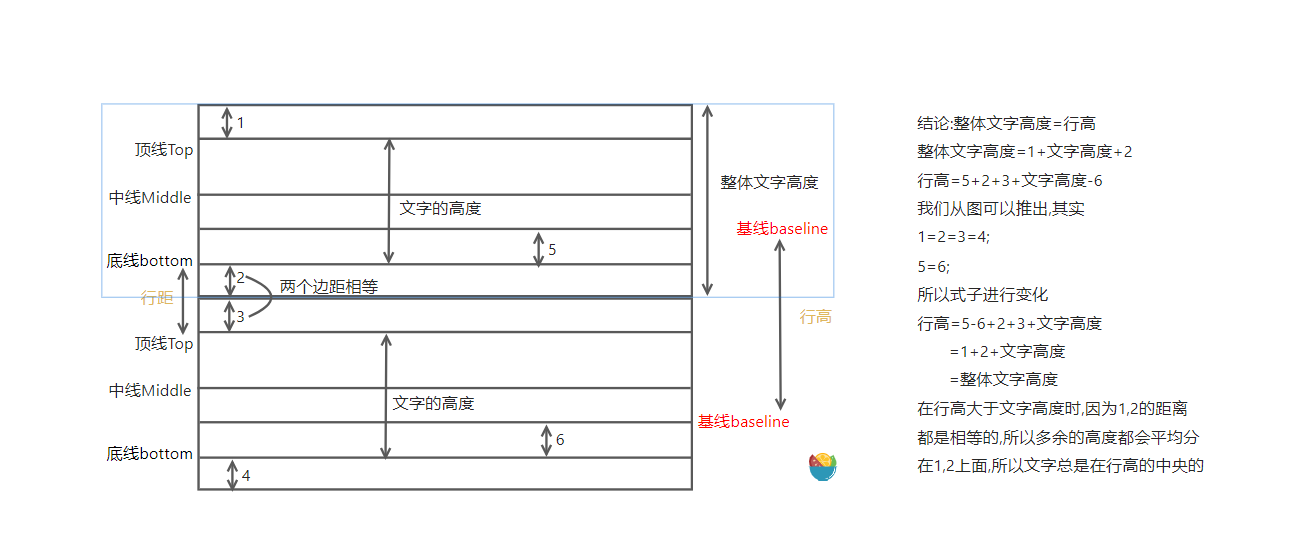 1
顶线Top
中线Middle
整体文字高度
文字的高度
基线baseline
5
底线bottom
2
两个边距相等
行距
3
行高
顶线Top
中线Middle
文字的高度
基线baseline
6
底线bottom
4
结论:整体文字高度=行高
整体文字高度=1+文字高度+2
行高=5+2+3+文字高度-6
我们从图可以推出,其实
1=2=3=4;
5=6;
所以式子进行变化
行高=5-6+2+3+文字高度
=1+2+文字高度
=整体文字高度
在行高大于文字高度时,因为1,2的距离
都是相等的,所以多余的高度都会平均分
在1,2上面,所以文字总是在行高的中央的